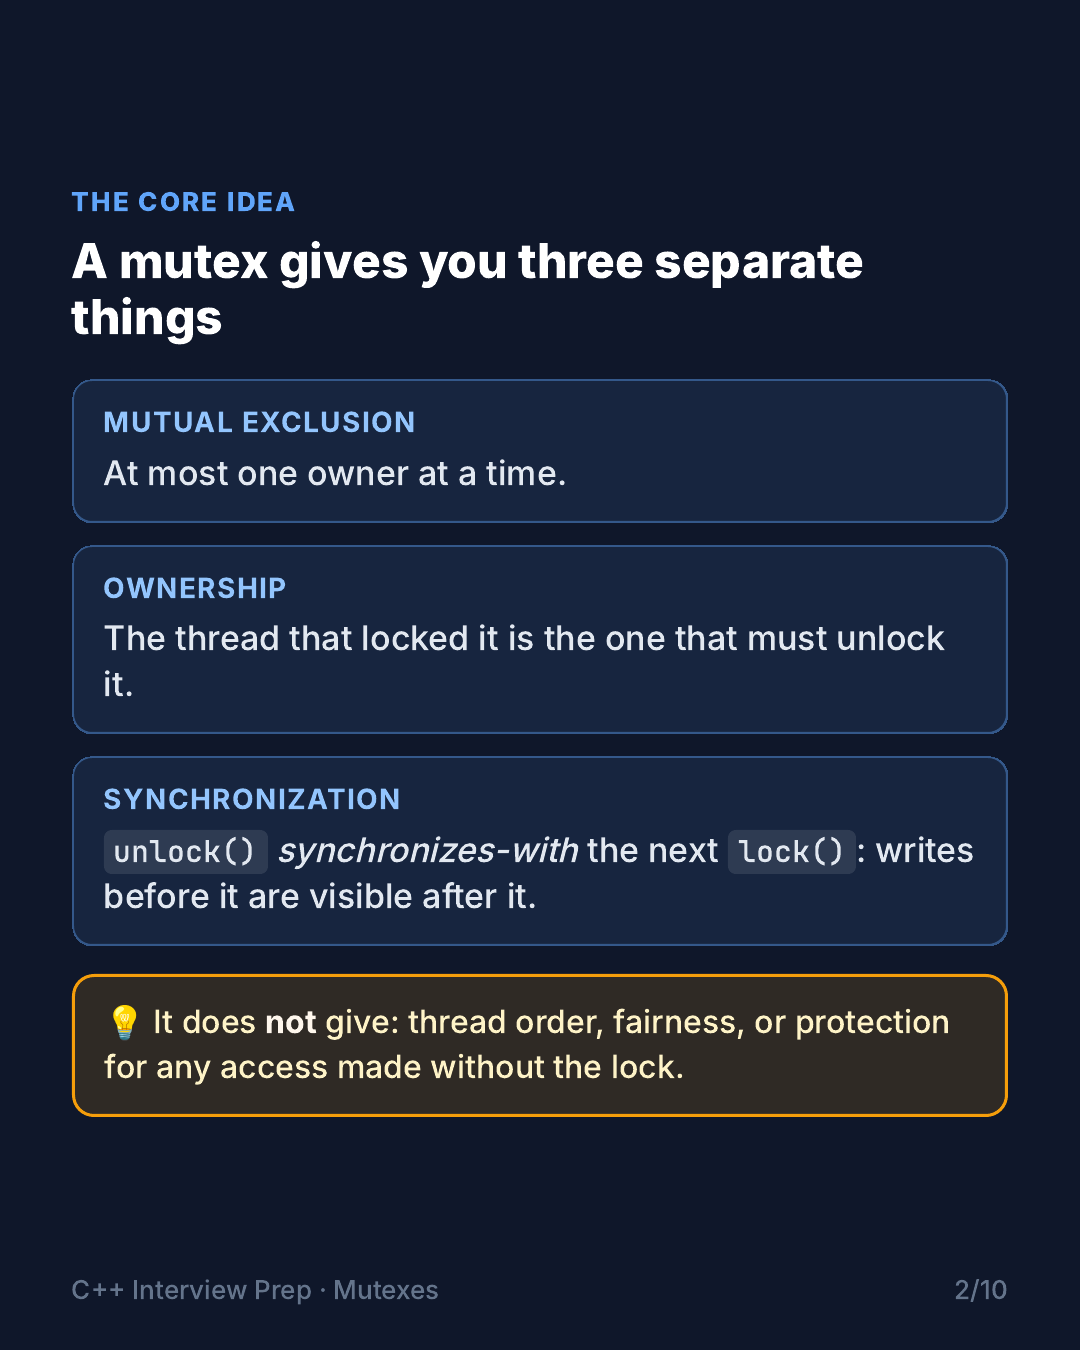 THE CORE IDEA
A mutex gives you three separate
things
MUTUAL EXCLUSION
At most one owner at a time.
OWNERSHIP
The thread that locked it is the one that must unlock
it.
SYNCHRONIZATION
unlock() synchronizes-with the next lock(): writes
before it are visible after it.
💡 It does not give: thread order, fairness, or protection
for any access made without the lock.
C++ Interview Prep · Mutexes
2/10